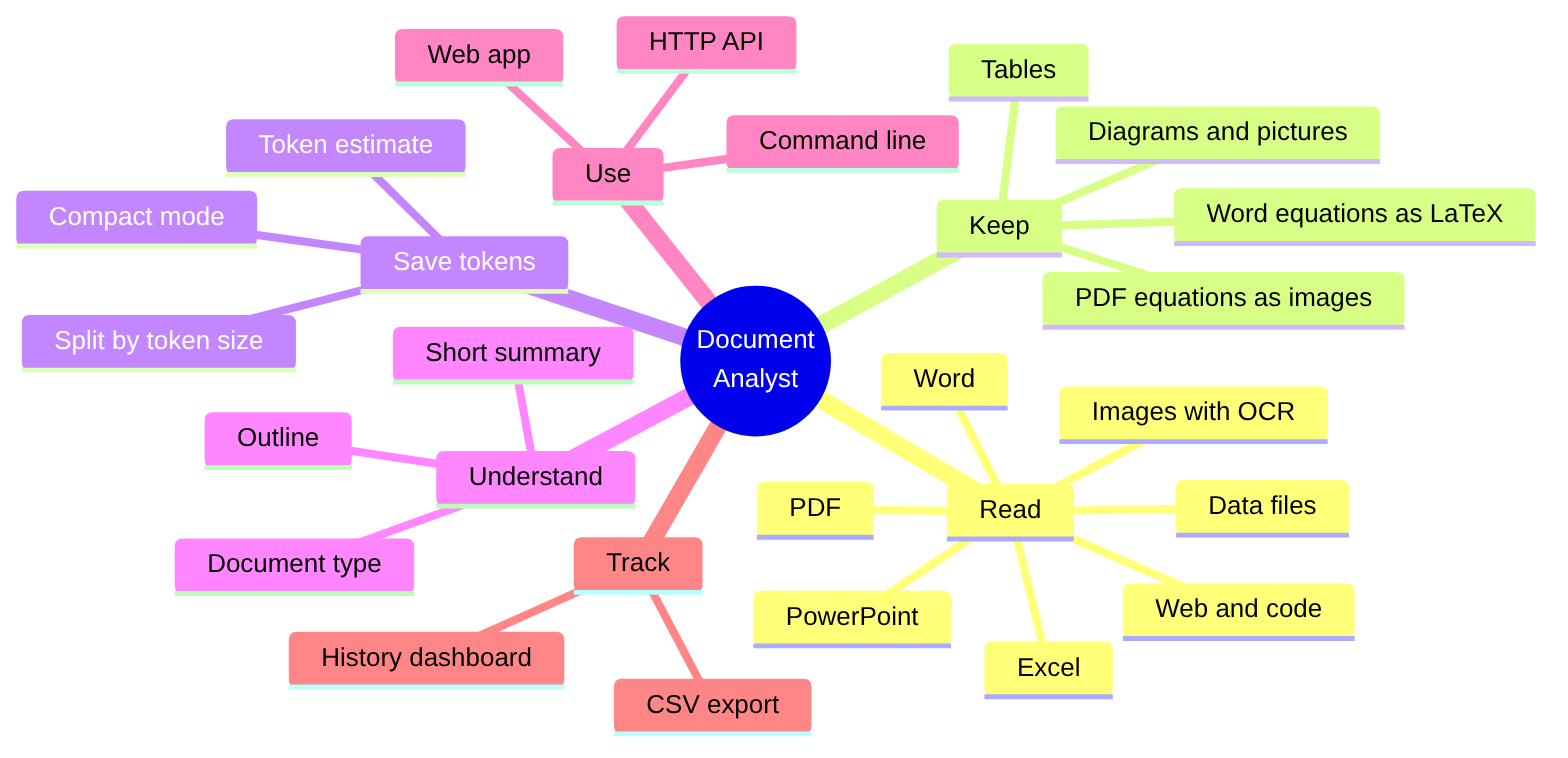 Document
Analyst
Use
Web app
HTTP API
Command line
Keep
Tables
Diagrams and pictures
Word equations as LaTeX
PDF equations as images
Read
Word
Images with OCR
Data files
Web and code
Excel
PowerPoint
PDF
Track
History dashboard
CSV export
Understand
Short summary
Outline
Document type
Save tokens
Token estimate
Compact mode
Split by token size